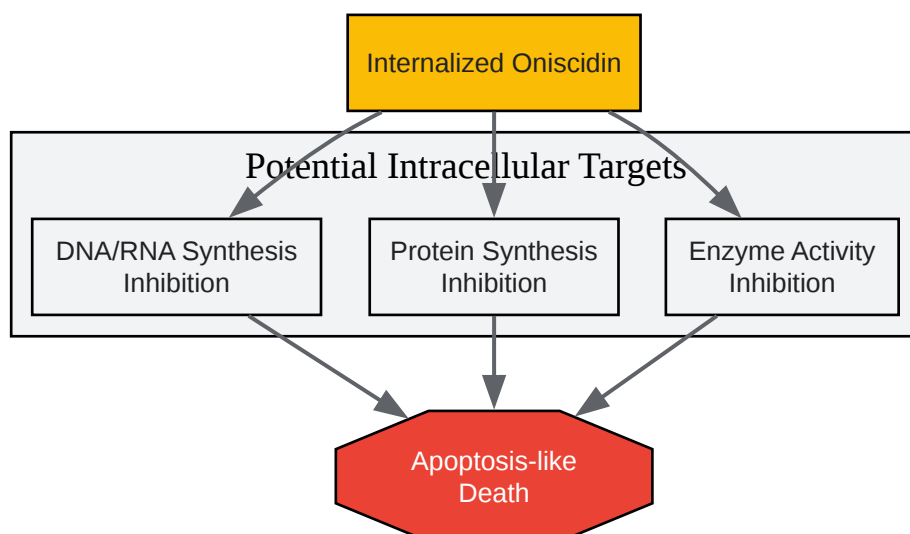 Internalized Oniscidin
Potential Intracellular Targets
DNA/RNA Synthesis
Inhibition
Protein Synthesis
Inhibition
Enzyme Activity
Inhibition
Apoptosis-like
Death